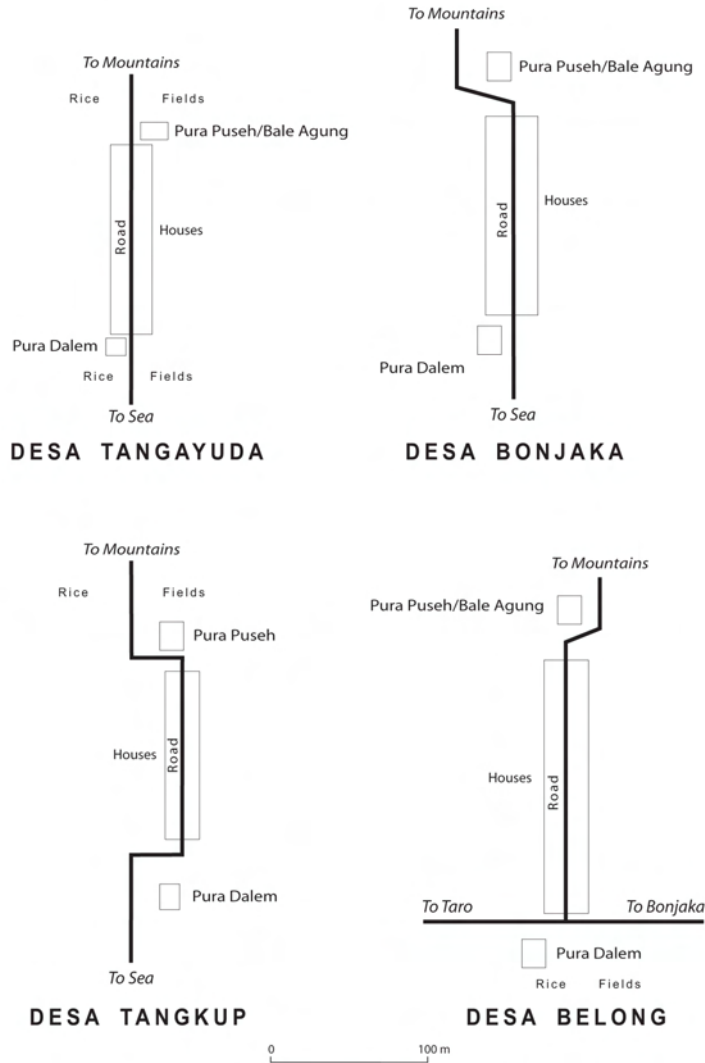 To Mountains
Rice Fields
Pura Puseh/Bale Agung
Road
Houses
Pura Dalem
Rice Fields
To Sea
DESA TANGAYUDA
To Mountains
Pura Puseh/Bale Agung
Houses
Road
Pura Dalem
To Sea
DESA BONJAKA
To Mountains
Rice Fields
Pura Puseh
Houses
Road
Pura Dalem
To Sea
DESA TANGKUP
To Mountains
Pura Puseh/Bale Agung
Houses
Road
To Taro
To Bonjaka
Pura Dalem
Rice Fields
DESA BELONG
0 100 m